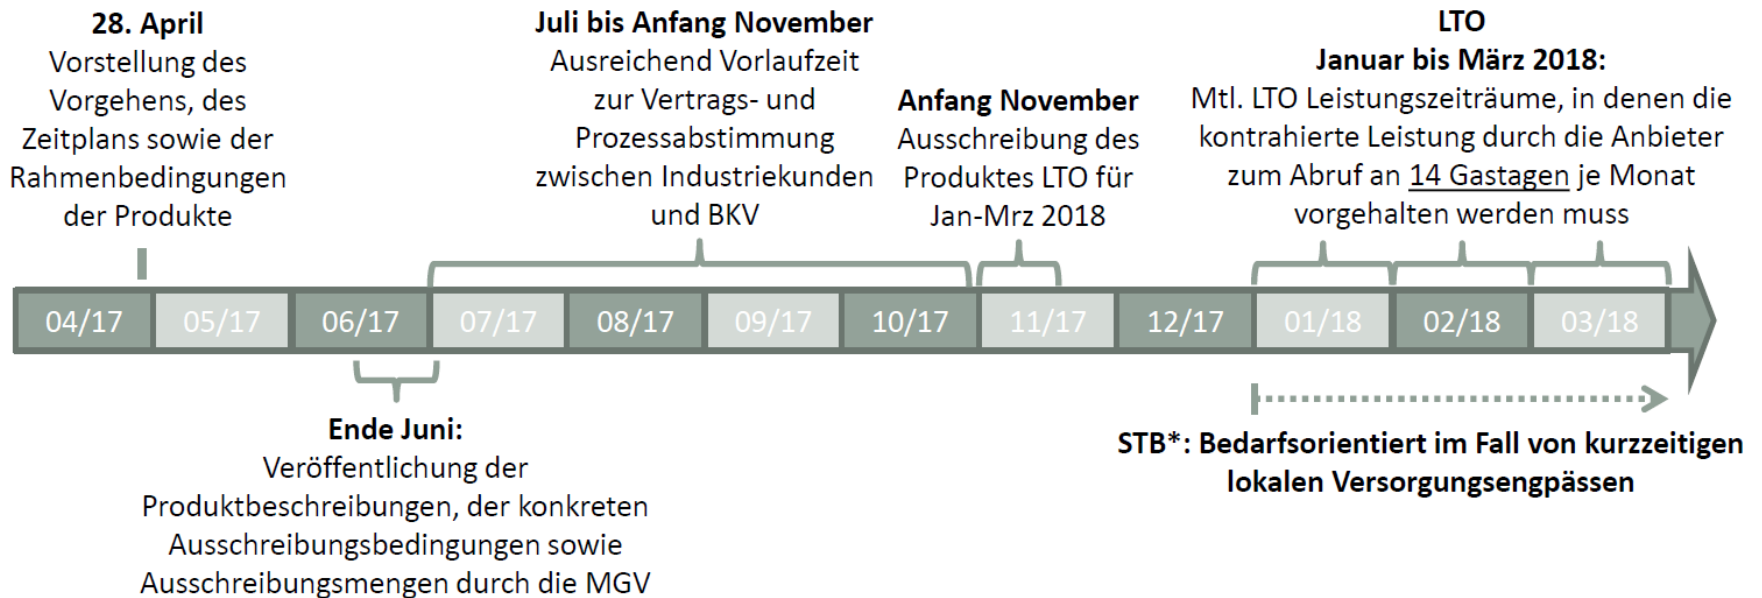 28. April
Vorstellung des
Vorgehens, des
Zeitplans sowie der
Rahmenbedingungen
der Produkte
Juli bis Anfang November
Ausreichend Vorlaufzeit
zur Vertrags- und
Prozessabstimmung
zwischen Industriekunden
und BKV
Anfang November
Ausschreibung des
Produktes LTO für
Jan-Mrz 2018
LTO
Januar bis März 2018:
Mtl. LTO Leistungszeiträume, in denen die
kontrahierte Leistung durch die Anbieter
zum Abruf an 14 Gastagen je Monat
vorgehalten werden muss
04/17 05/17 06/17 07/17 08/17 09/17 10/17 11/17 12/17 01/18 02/18 03/18
Ende Juni:
Veröffentlichung der
Produktbeschreibungen, der konkreten
Ausschreibungsbedingungen sowie
Ausschreibungsmengen durch die MGV
STB*: Bedarfsorientiert im Fall von kurzzeitigen
lokalen Versorgungsengpässen